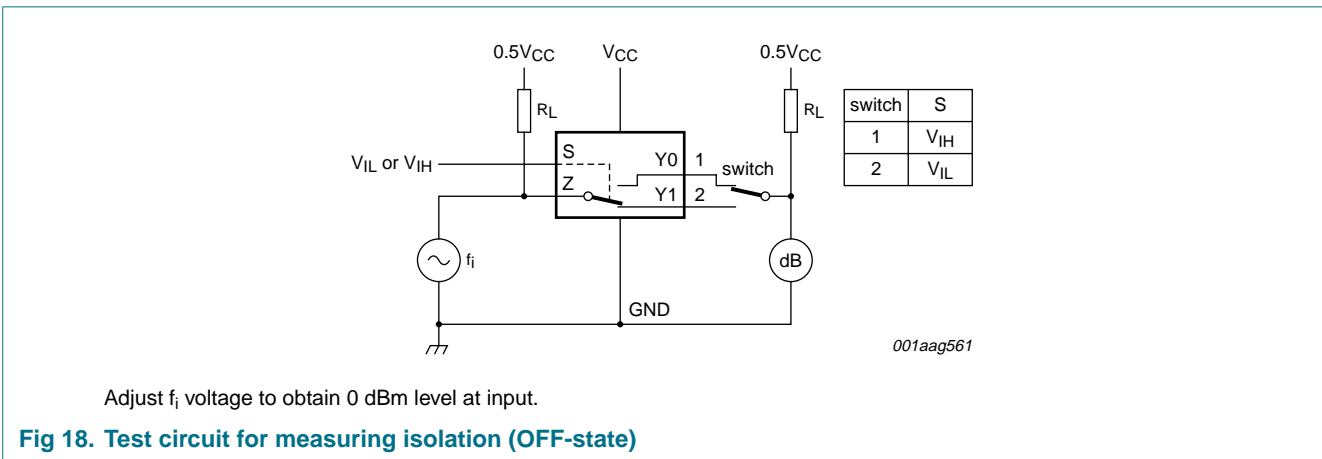 0.5VCC VCC 0.5VCC
RL RL
switch S
1 VIH
2 VIL
VIL or VIH
S Y0 1 switch
Z Y1 2
fi dB
GND
001aag561
Adjust fi voltage to obtain 0 dBm level at input.
Fig 18. Test circuit for measuring isolation (OFF-state)